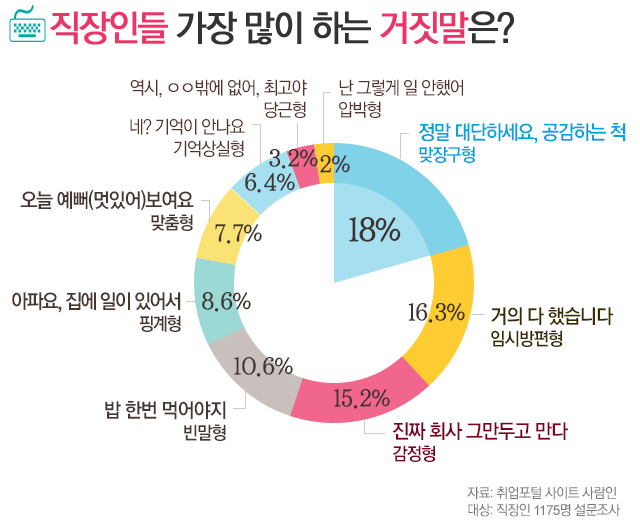 직장인들 가장 많이 하는 거짓말은?
역시, ㅇㅇ밖에 없어, 최고야
당근형
난 그렇게 일 안했어
압박형
네? 기억이 안나요
기억상실형
정말 대단하세요, 공감하는 척
맞장구형
3.2%
2%
6.4%
오늘 예뻐(멋있어)보여요
맞춤형
7.7%
18%
아파요, 집에 일이 있어서
핑계형
8.6%
16.3%
거의 다 했습니다
임시방편형
10.6%
15.2%
밥 한번 먹어야지
빈말형
진짜 회사 그만두고 만다
감정형
자료: 취업포털 사이트 사람인
대상: 직장인 1175명 설문조사